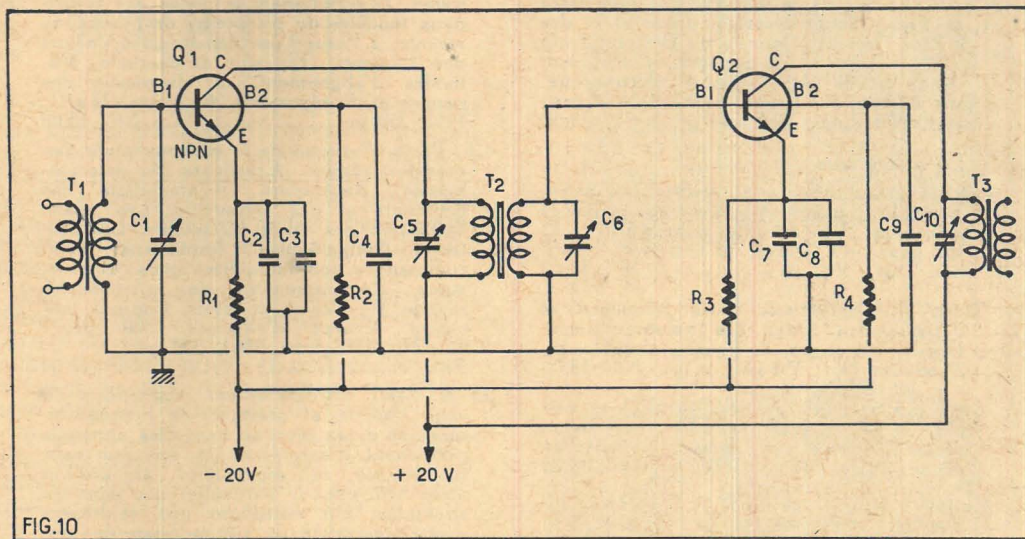 Q1 C
B1 B2
E
NPN
T1
C1
C2 C3 C4 C5
R1 R2
T2
C6
Q2 C
B1 B2
E
C7 C8 C9 C10
R3 R4
T3
- 20V + 20 V
FIG.10